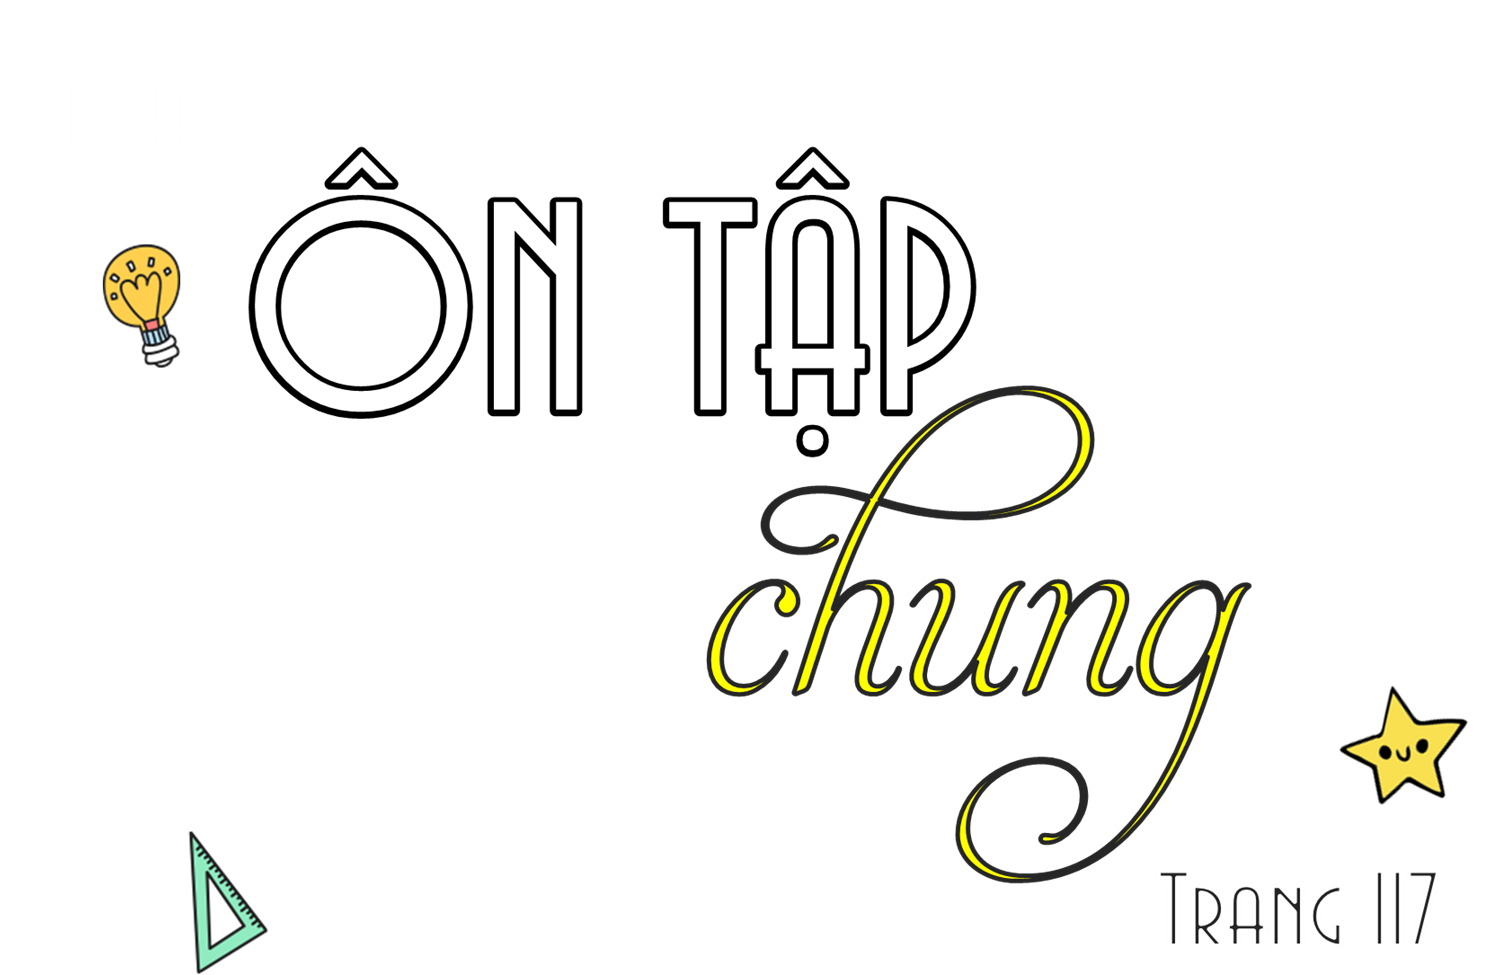 ÔN TẬP
chung
TRANG 117